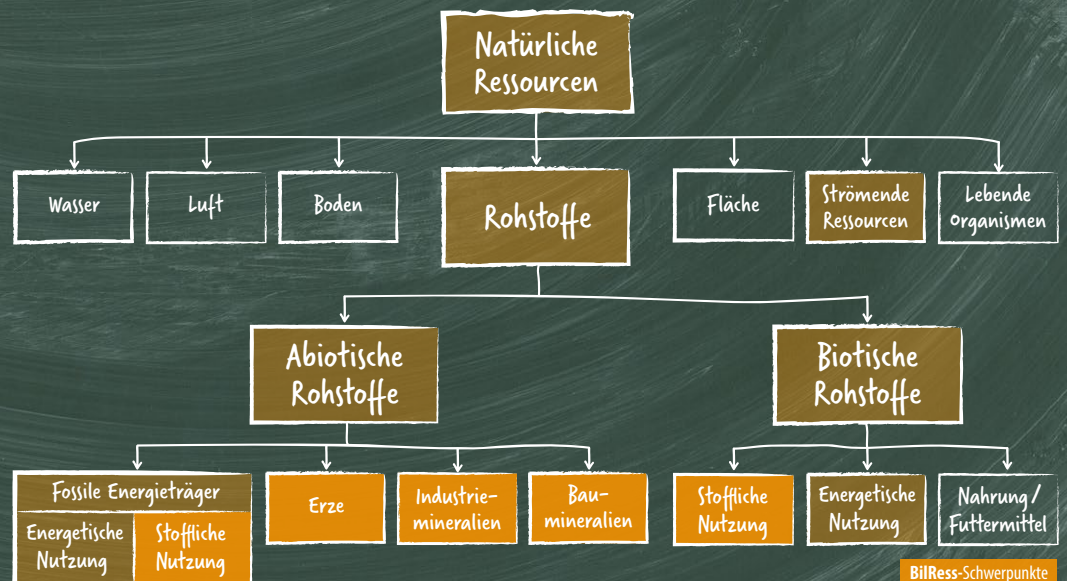 Natürliche
Ressourcen
Wasser
Luft
Boden
Rohstoffe
Fläche
Strömende
Ressourcen
Lebende
Organismen
Abiotische
Rohstoffe
Biotische
Rohstoffe
Fossile Energieträger
Energetische
Nutzung
Stoffliche
Nutzung
Erze
Industrie-
mineralien
Bau-
mineralien
Stoffliche
Nutzung
Energetische
Nutzung
Nahrung/
Futtermittel
BilRess-Schwerpunkte